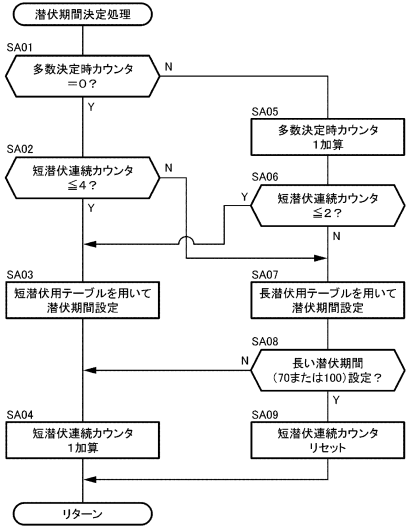 潜伏期間決定処理
SA01
多数決定時カウンタ
＝０？
N
Y
SA05
多数決定時カウンタ
１加算
SA02
短潜伏連続カウンタ
≦４？
N
Y
SA06
短潜伏連続カウンタ
≦２？
Y
N
SA03
短潜伏用テーブルを用いて
潜伏期間設定
SA07
長潜伏用テーブルを用いて
潜伏期間設定
SA08
長い潜伏期間
(70または100)設定？
N
Y
SA04
短潜伏連続カウンタ
１加算
SA09
短潜伏連続カウンタ
リセット
リターン